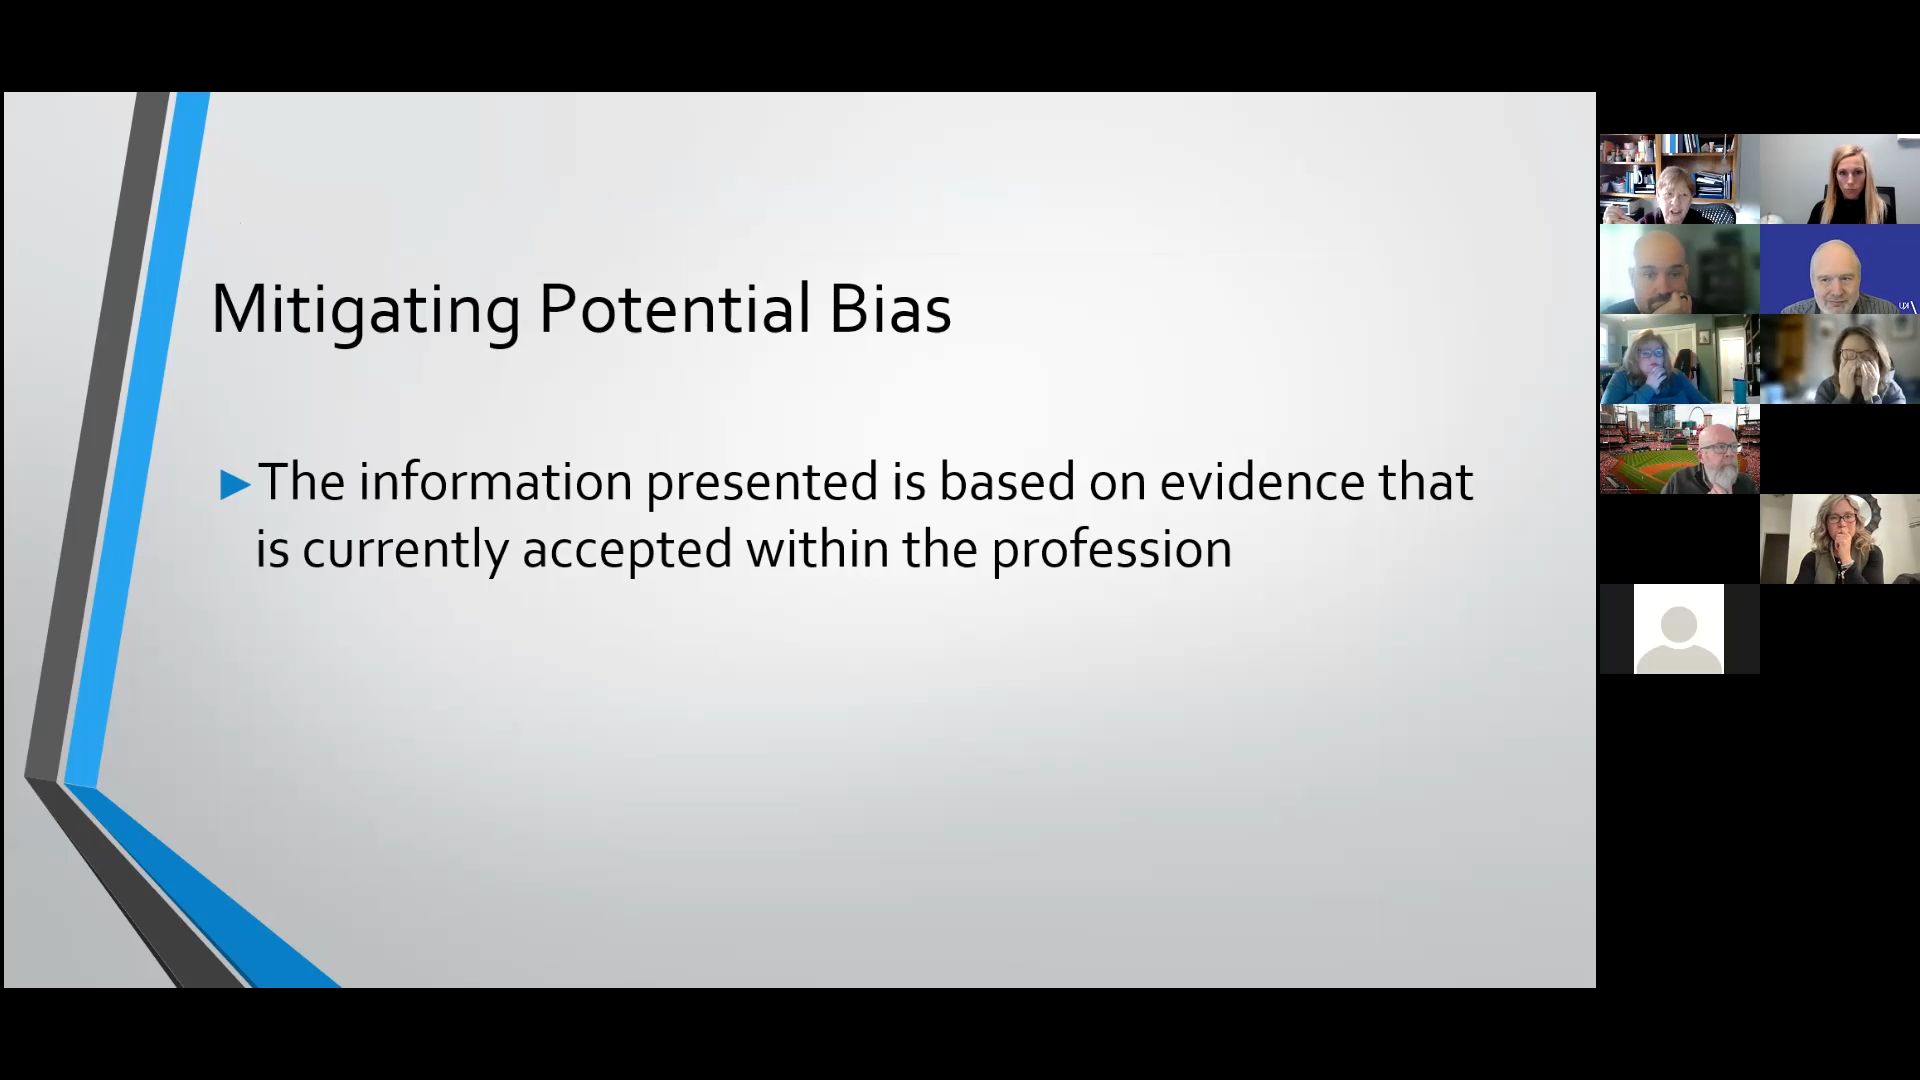 Mitigating Potential Bias
The information presented is based on evidence that
is currently accepted within the profession